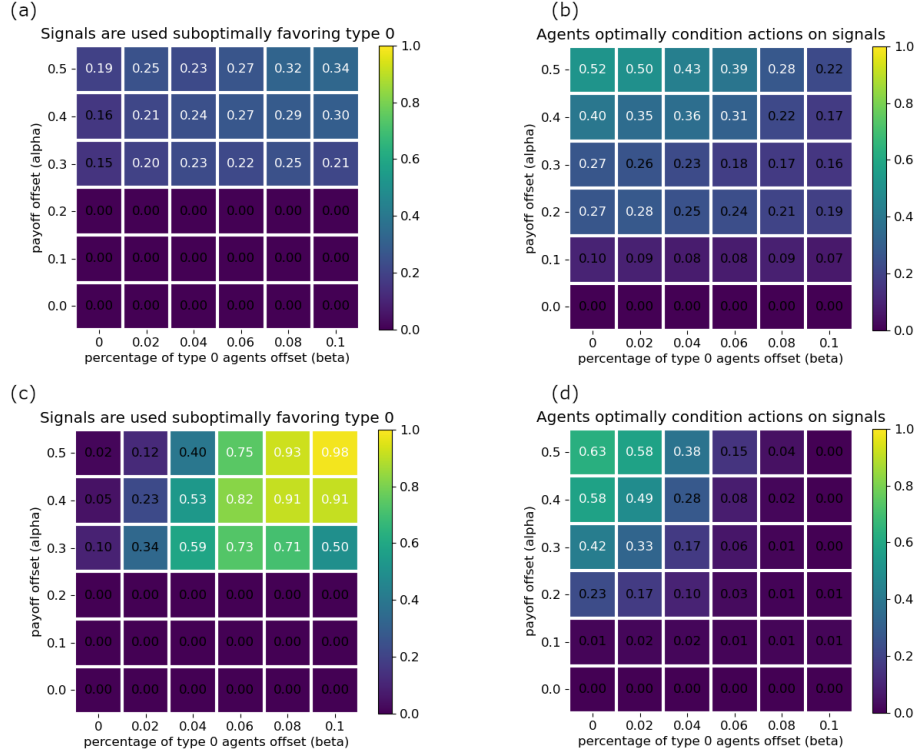 (a)
Signals are used suboptimally favoring type 0
payoff offset (alpha)
0.5 0.19 0.25 0.23 0.27 0.32 0.34
0.4 0.16 0.21 0.24 0.27 0.29 0.30
0.3 0.15 0.20 0.23 0.22 0.25 0.21
0.2 0.00 0.00 0.00 0.00 0.00 0.00
0.1 0.00 0.00 0.00 0.00 0.00 0.00
0.0 0.00 0.00 0.00 0.00 0.00 0.00
0 0.02 0.04 0.06 0.08 0.1
percentage of type 0 agents offset (beta)
1.0
0.8
0.6
0.4
0.2
0.0
(b)
Agents optimally condition actions on signals
payoff offset (alpha)
0.5 0.52 0.50 0.43 0.39 0.28 0.22
0.4 0.40 0.35 0.36 0.31 0.22 0.17
0.3 0.27 0.26 0.23 0.18 0.17 0.16
0.2 0.27 0.28 0.25 0.24 0.21 0.19
0.1 0.10 0.09 0.08 0.08 0.09 0.07
0.0 0.00 0.00 0.00 0.00 0.00 0.00
0 0.02 0.04 0.06 0.08 0.1
percentage of type 0 agents offset (beta)
1.0
0.8
0.6
0.4
0.2
0.0
(c)
Signals are used suboptimally favoring type 0
payoff offset (alpha)
0.5 0.02 0.12 0.40 0.75 0.93 0.98
0.4 0.05 0.23 0.53 0.82 0.91 0.91
0.3 0.10 0.34 0.59 0.73 0.71 0.50
0.2 0.00 0.00 0.00 0.00 0.00 0.00
0.1 0.00 0.00 0.00 0.00 0.00 0.00
0.0 0.00 0.00 0.00 0.00 0.00 0.00
0 0.02 0.04 0.06 0.08 0.1
percentage of type 0 agents offset (beta)
1.0
0.8
0.6
0.4
0.2
0.0
(d)
Agents optimally condition actions on signals
payoff offset (alpha)
0.5 0.63 0.58 0.38 0.15 0.04 0.00
0.4 0.58 0.49 0.28 0.08 0.02 0.00
0.3 0.42 0.33 0.17 0.06 0.01 0.00
0.2 0.23 0.17 0.10 0.03 0.01 0.01
0.1 0.01 0.02 0.02 0.01 0.01 0.01
0.0 0.00 0.00 0.00 0.00 0.00 0.00
0 0.02 0.04 0.06 0.08 0.1
percentage of type 0 agents offset (beta)
1.0
0.8
0.6
0.4
0.2
0.0